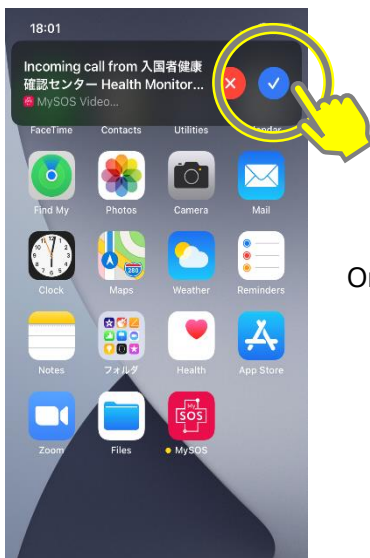 18:01
Incoming call from 入国者健康
確認センター Health Monitor...
MySOS Video...
FaceTime Contacts Utilities
Find My Photos Camera Mail
Clock Maps Weather Reminders
Notes フォルダ Health App Store
My
SOS
Zoom Files MySOS
280